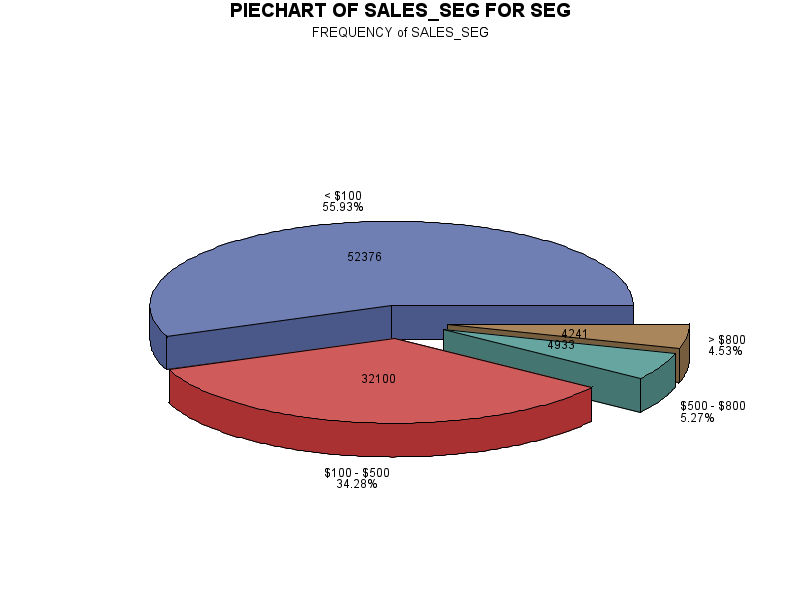 PIECHART OF SALES_SEG FOR SEG
FREQUENCY of SALES_SEG
< $100
55.93%
52376
4241
4933
> $800
4.53%
32100
$500 - $800
5.27%
$100 - $500
34.28%